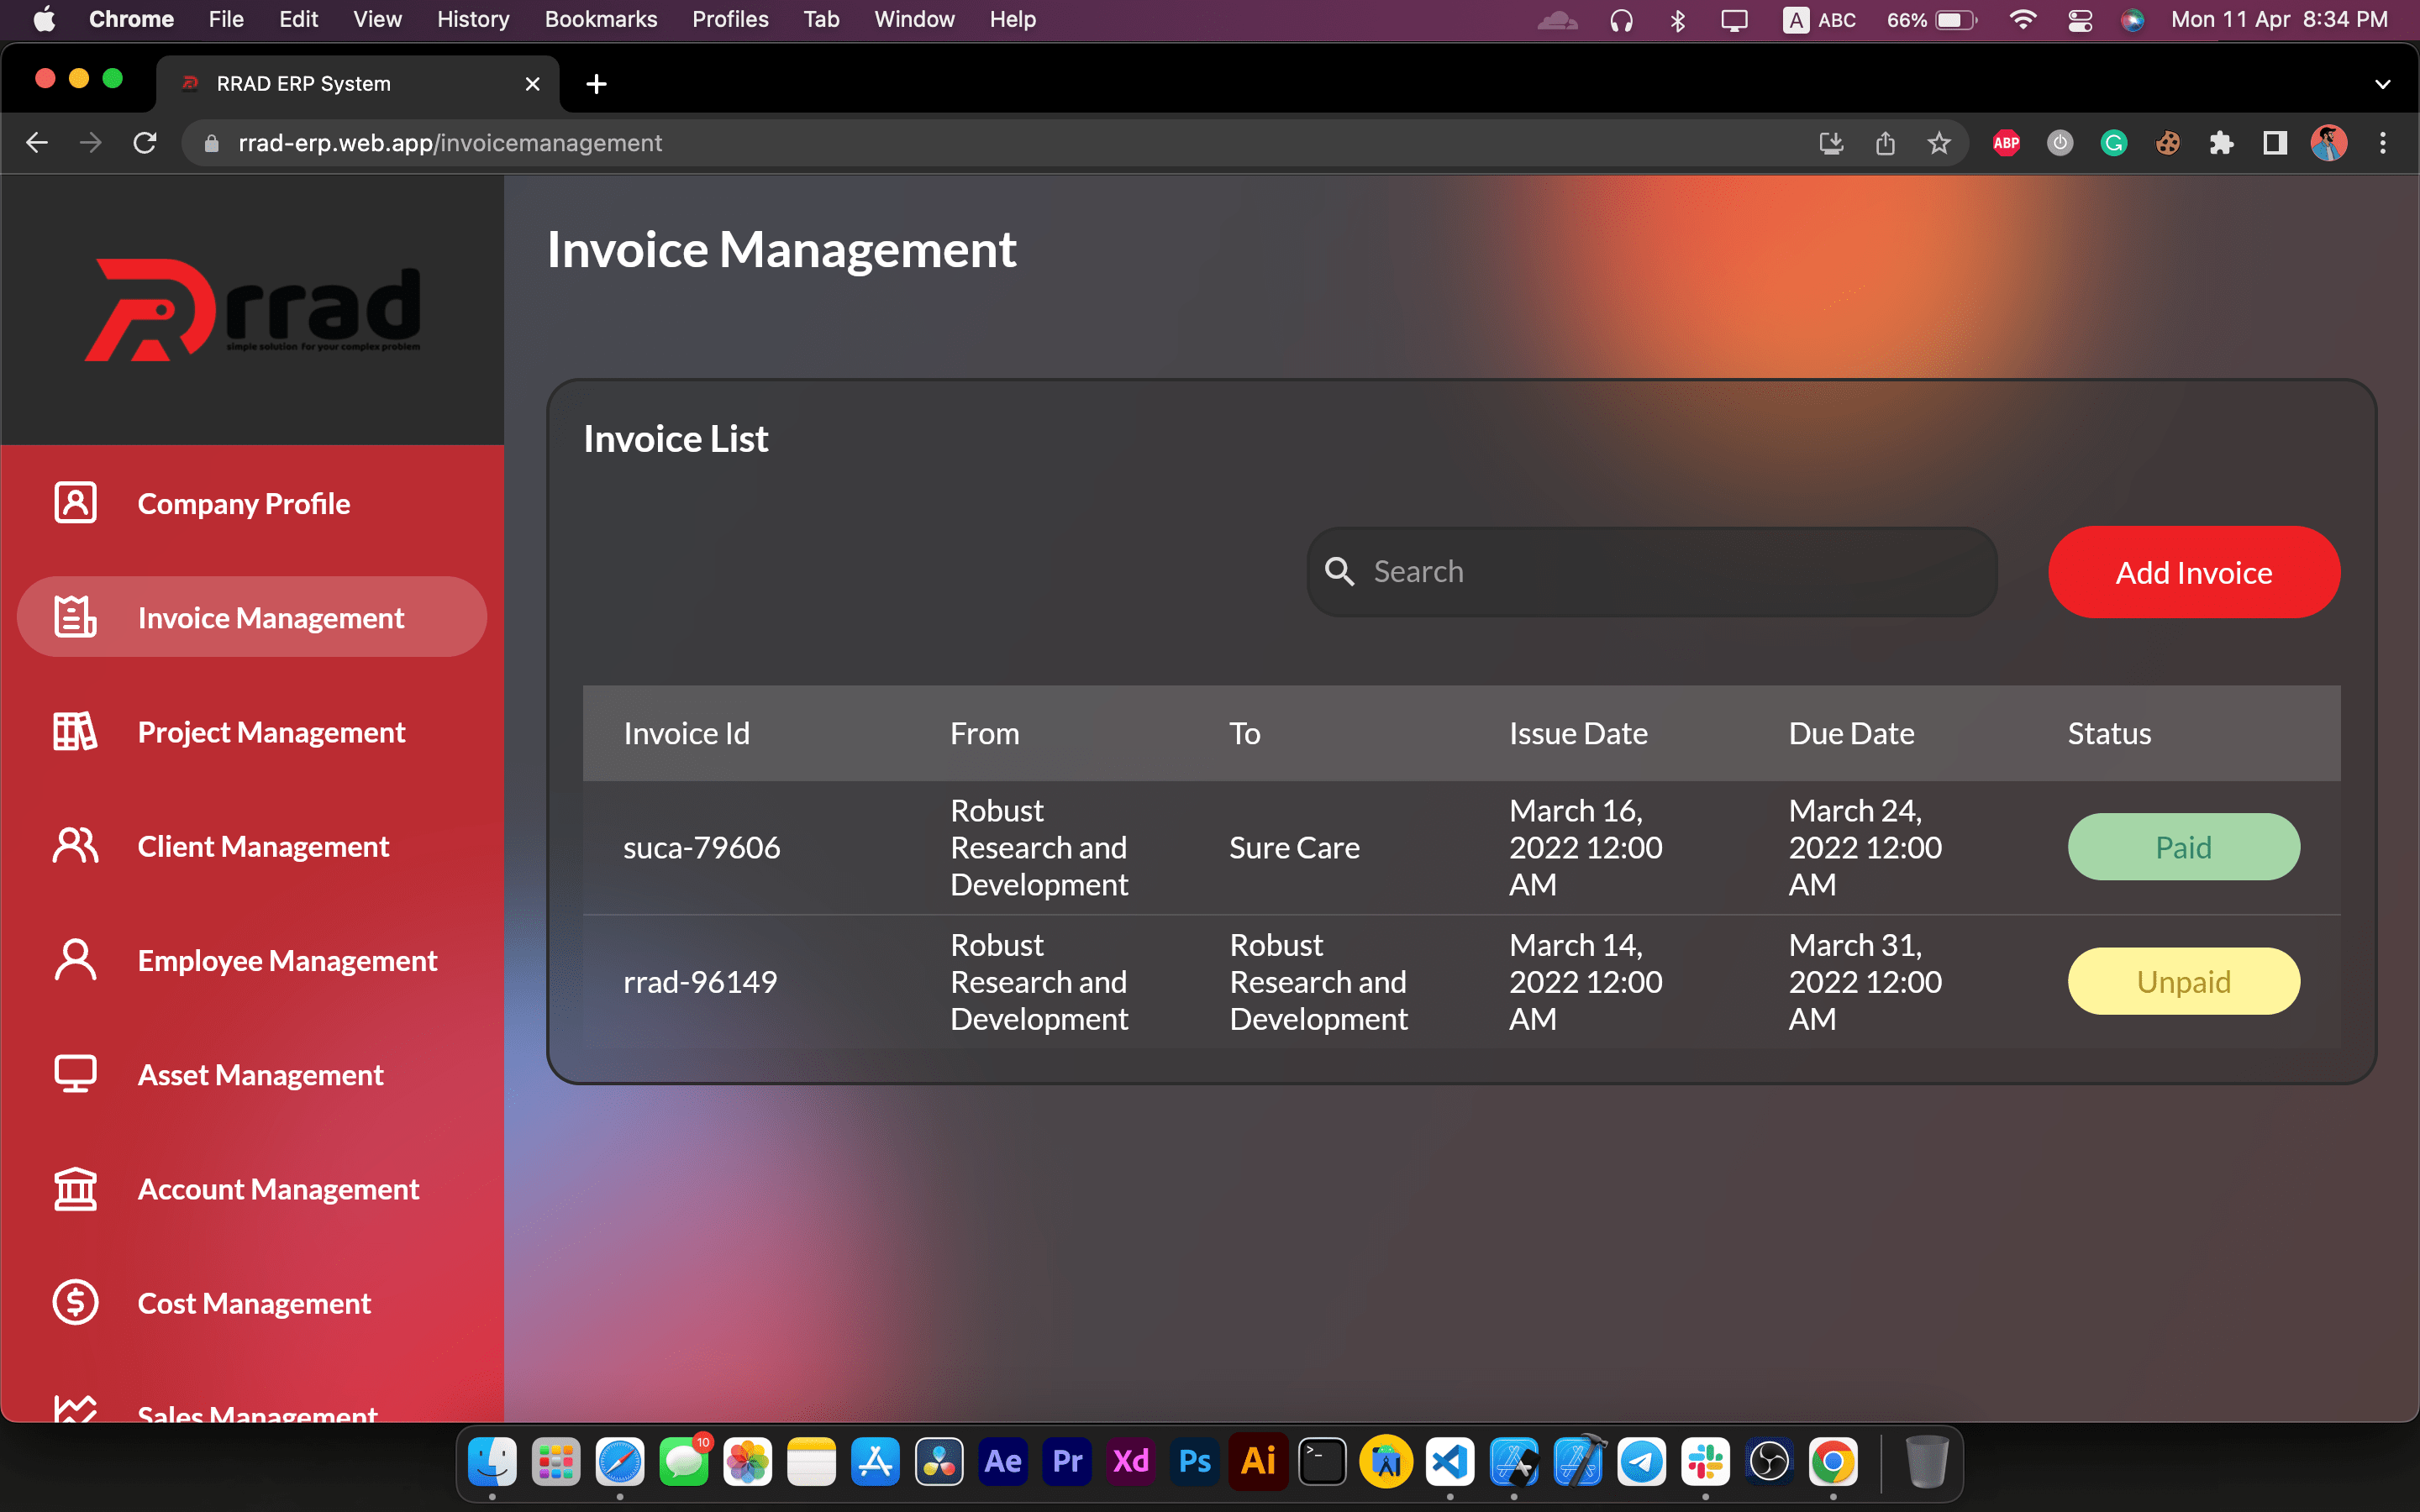 Chrome File Edit View History Bookmarks Profiles Tab Window Help
A ABC 66% Mon 11 Apr 8:34 PM
RRAD ERP System
rrad-erp.web.app/invoicemanagement
ABP
rrad
simple solution for your complex problem
Company Profile
Invoice Management
Project Management
Client Management
Employee Management
Asset Management
Account Management
Cost Management
Sales Management
Invoice Management
Invoice List
Search
Add Invoice
Invoice Id From To Issue Date Due Date Status
suca-79606
Robust
Research and
Development
Sure Care
March 16,
2022 12:00
AM
March 24,
2022 12:00
AM
Paid
rrad-96149
Robust
Research and
Development
Robust
Research and
Development
March 14,
2022 12:00
AM
March 31,
2022 12:00
AM
Unpaid
10
Ae Pr Xd Ps Ai